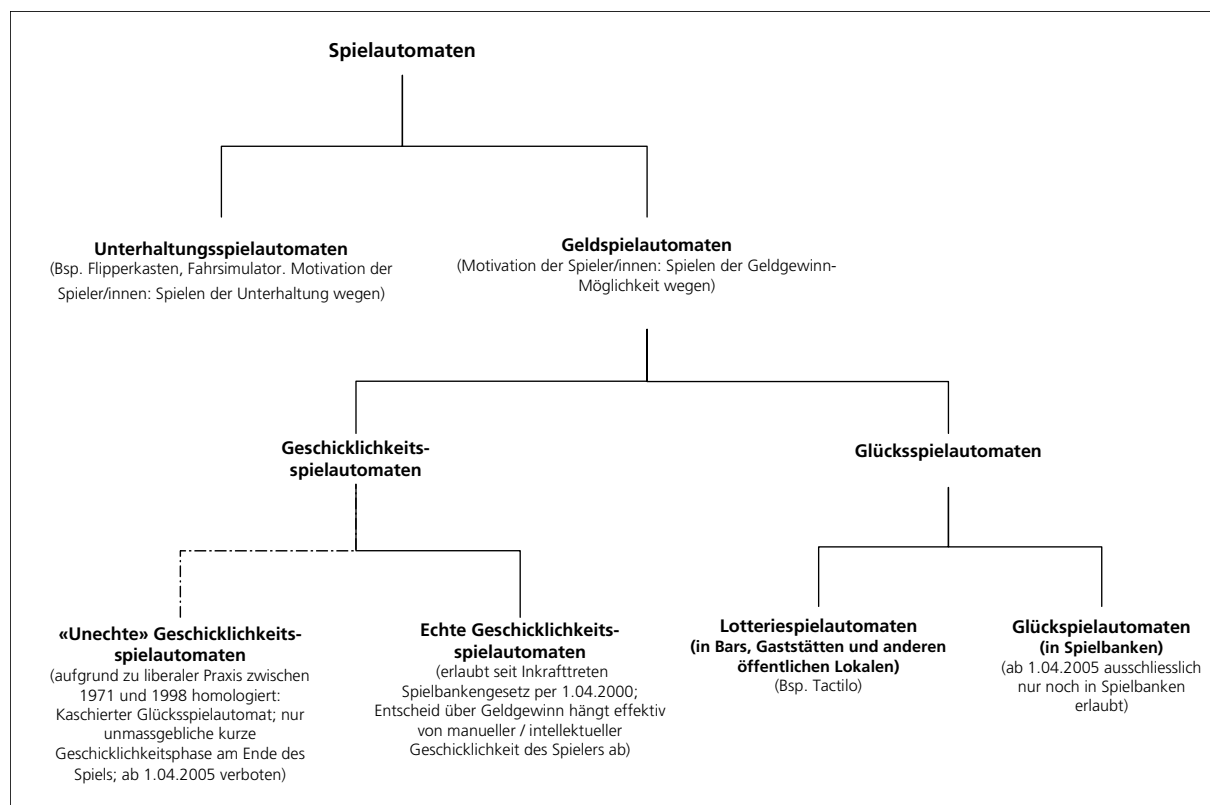 Spielautomaten
Unterhaltungsspielautomaten
(Bsp. Flipperkasten, Fahrsimulator. Motivation der
Spieler/innen: Spielen der Unterhaltung wegen)
Geldspielautomaten
(Motivation der Spieler/innen: Spielen der Geldgewinn-
Möglichkeit wegen)
Geschicklichkeits-
spielautomaten
Glücksspielautomaten
«Unechte» Geschicklichkeits-
spielautomaten
(aufgrund zu liberaler Praxis zwischen
1971 und 1998 homologiert:
Kaschierter Glücksspielautomat; nur
unmassgebliche kurze
Geschicklichkeitsphase am Ende des
Spiels; ab 1.04.2005 verboten)
Echte Geschicklichkeits-
spielautomaten
(erlaubt seit Inkrafttreten
Spielbankengesetz per 1.04.2000;
Entscheid über Geldgewinn hängt effektiv
von manueller / intellektueller
Geschicklichkeit des Spielers ab)
Lotteriespielautomaten
(in Bars, Gaststätten und anderen
öffentlichen Lokalen)
(Bsp. Tactilo)
Glückspielautomaten
(in Spielbanken)
(ab 1.04.2005 ausschliesslich
nur noch in Spielbanken
erlaubt)